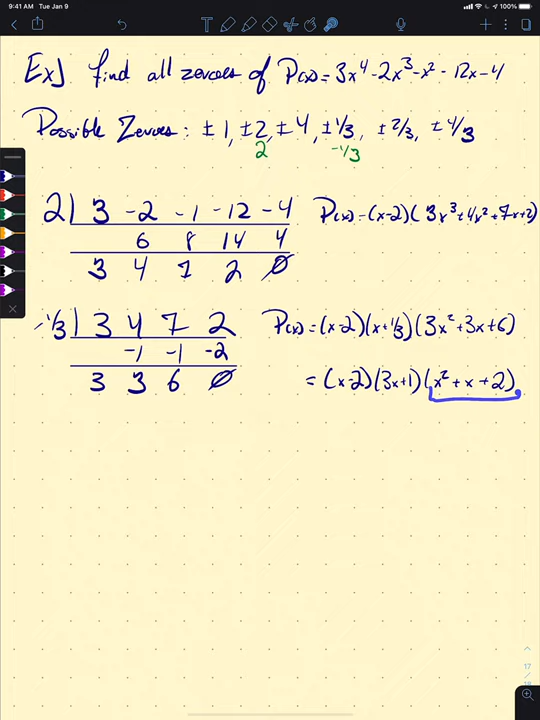 9:41 AM Tue Jan 9
100%
Ex] Find all zeroes of P(x) = 3x⁴ - 2x³ - x² - 12x - 4
Possible Zeroes: ± 1, ± 2, ± 4, ± 1/3, ± 2/3, ± 4/3
2 -1/3
2| 3 -2 -1 -12 -4 P(x) = (x-2)( 3x³ + 4x² + 7x + 2)
6 8 14 4
3 4 7 2 0
-1/3| 3 4 7 2 P(x) = (x-2)(x+1/3)(3x² + 3x + 6)
-1 -1 -2
3 3 6 0 = (x-2)(3x+1)(x² + x + 2)
17
/